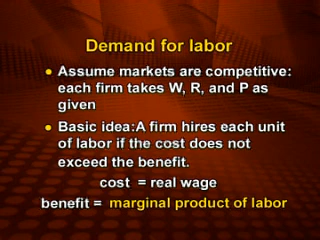 Demand for labor
● Assume markets are competitive:
each firm takes W, R, and P as
given
● Basic idea:A firm hires each unit
of labor if the cost does not
exceed the benefit.
cost = real wage
benefit = marginal product of labor